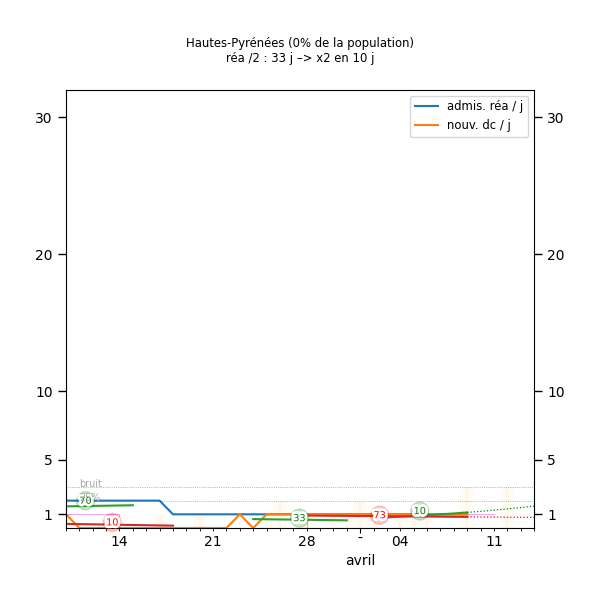 Hautes-Pyrénées (0% de la population)
réa /2 : 33 j –> x2 en 10 j
admis. réa / j
nouv. dc / j
30 30
20 20
10 10
5 5
bruit
70
10 33 73 10
1 1
14 21 28 - 04 11
avril